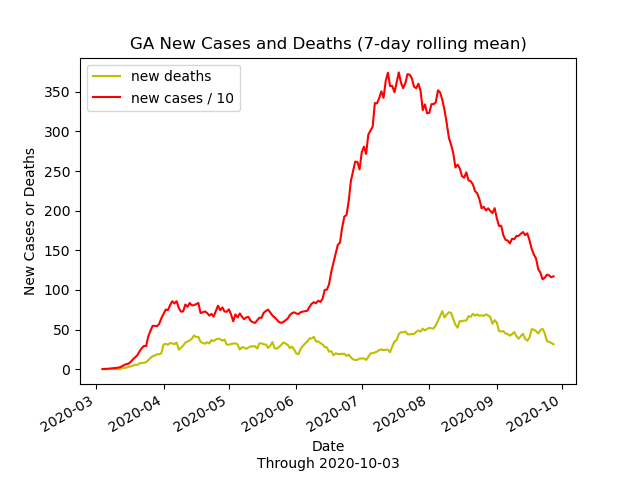 GA New Cases and Deaths (7-day rolling mean)
new deaths
new cases / 10
350
300
250
200
150
100
50
0
New Cases or Deaths
2020-03
2020-04
2020-05
2020-06
2020-07
2020-08
2020-09
2020-10
Date
Through 2020-10-03